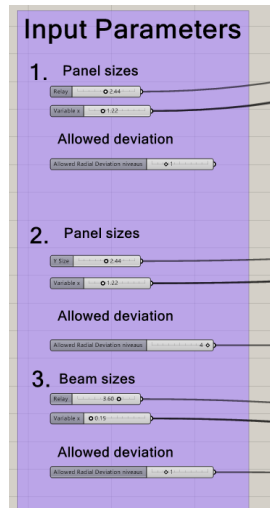 Input Parameters
1. Panel sizes
Relay 2.44
Variable x 1.22
Allowed deviation
Allowed Radial Deviation niveaus 1
2. Panel sizes
Y Size 2.44
Variable x 1.22
Allowed deviation
Allowed Radial Deviation niveaus 4
3. Beam sizes
Relay 3.60
Variable x 0.15
Allowed deviation
Allowed Radial Deviation niveaus 1